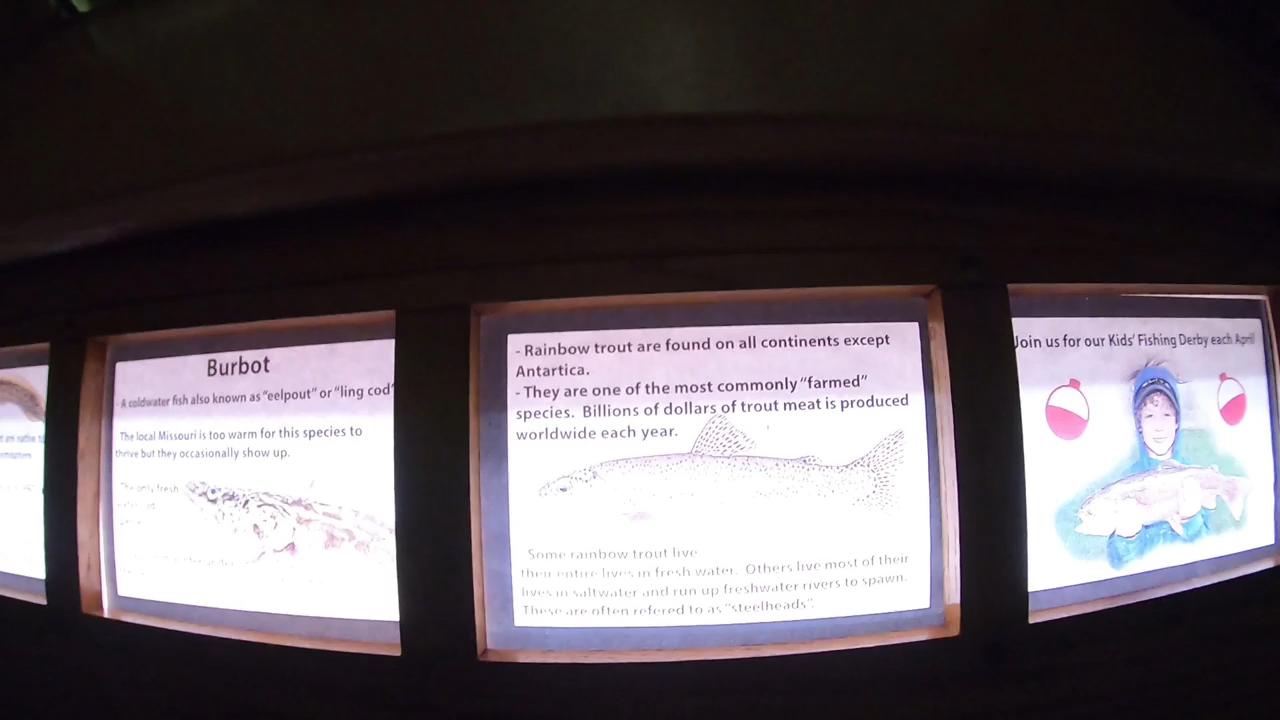 Burbot
- A coldwater fish also known as "eelpout" or "ling cod"
The local Missouri is too warm for this species to
thrive but they occasionally show up.
The only fresh
- Rainbow trout are found on all continents except
Antartica.
- They are one of the most commonly "farmed"
species. Billions of dollars of trout meat is produced
worldwide each year.
Some rainbow trout live
their entire lives in fresh water. Others live most of their
lives in saltwater and run up freshwater rivers to spawn.
These are often refered to as "steelheads".
Join us for our Kids' Fishing Derby each April